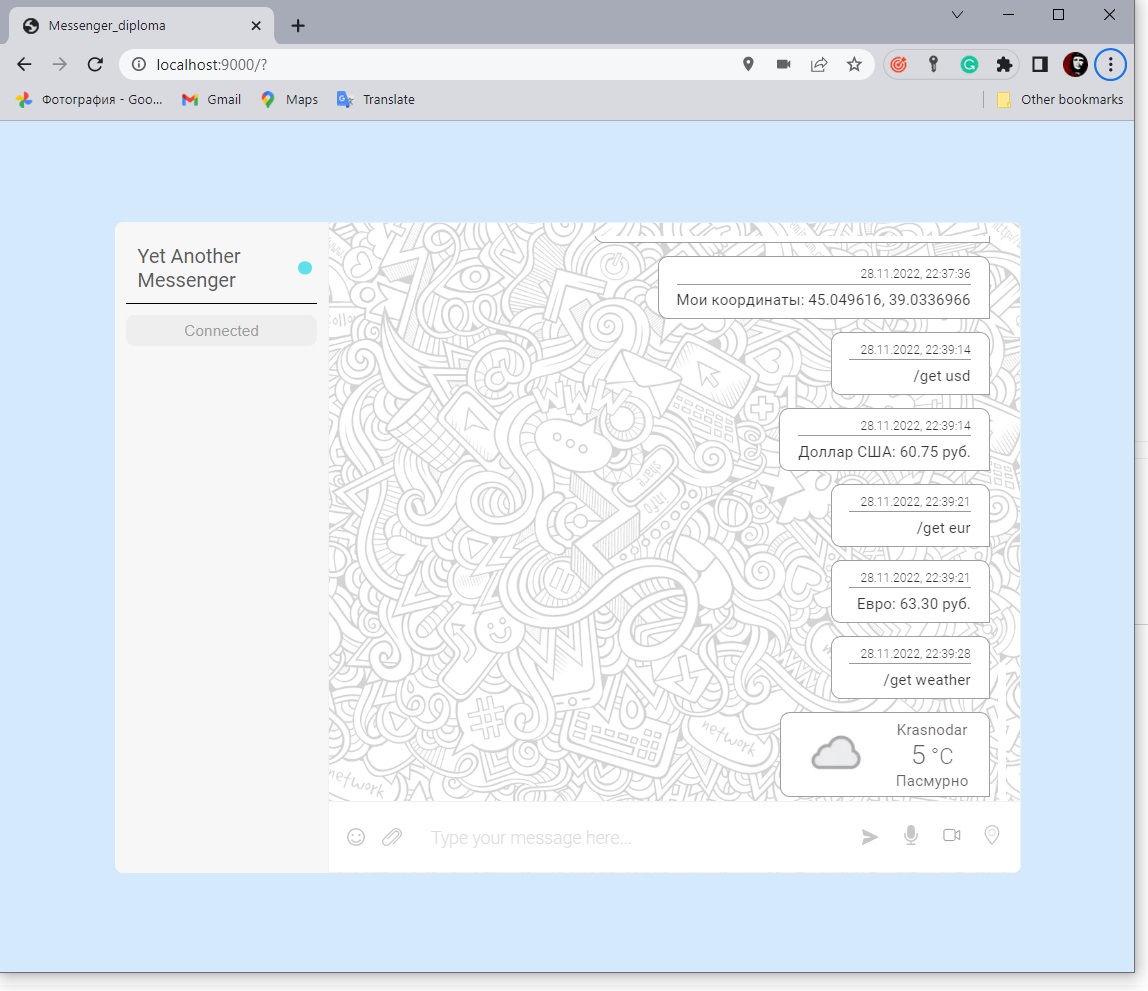 Messenger_diploma
localhost:9000/?
Фотография - Goo...
Gmail
Maps
Translate
Other bookmarks
Yet Another
Messenger
Connected
28.11.2022, 22:37:36
Мои координаты: 45.049616, 39.0336966
28.11.2022, 22:39:14
/get usd
28.11.2022, 22:39:14
Доллар США: 60.75 руб.
28.11.2022, 22:39:21
/get eur
28.11.2022, 22:39:21
Евро: 63.30 руб.
28.11.2022, 22:39:28
/get weather
Krasnodar
5 °C
Пасмурно
www
network
network
Type your message here...